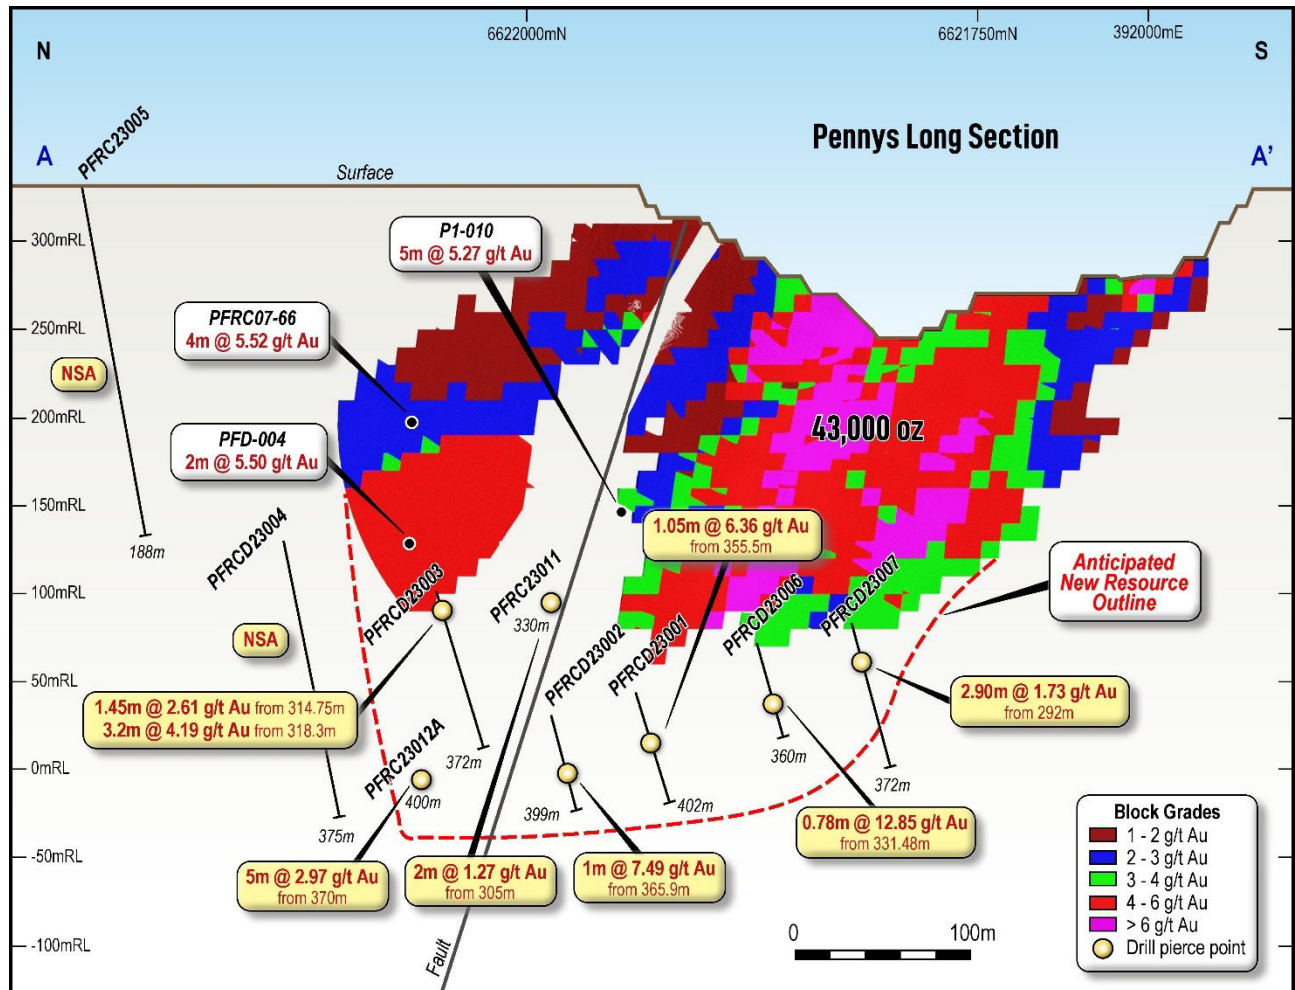 6622000mN
6621750mN
392000mE
N
S
Pennys Long Section
A
A'
PFRC23005
Surface
300mRL
P1-010
5m @ 5.27 g/t Au
250mRL
PFRC07-66
4m @ 5.52 g/t Au
NSA
200mRL
43,000 oz
PFD-004
2m @ 5.50 g/t Au
150mRL
188m
PFRCD23004
1.05m @ 6.36 g/t Au
from 355.5m
Anticipated
New Resource
Outline
100mRL
PFRCD23003
PFRC23011
330m
PFRCD23002
PFRCD23001
PFRCD23006
PFRCD23007
NSA
50mRL
1.45m @ 2.61 g/t Au from 314.75m
3.2m @ 4.19 g/t Au from 318.3m
2.90m @ 1.73 g/t Au
from 292m
PFRC23012A
0mRL
372m
360m
372m
400m
399m
402m
375m
0.78m @ 12.85 g/t Au
from 331.48m
-50mRL
5m @ 2.97 g/t Au
from 370m
2m @ 1.27 g/t Au
from 305m
1m @ 7.49 g/t Au
from 365.9m
-100mRL
Fault
0
100m
Block Grades
1 - 2 g/t Au
2 - 3 g/t Au
3 - 4 g/t Au
4 - 6 g/t Au
> 6 g/t Au
Drill pierce point